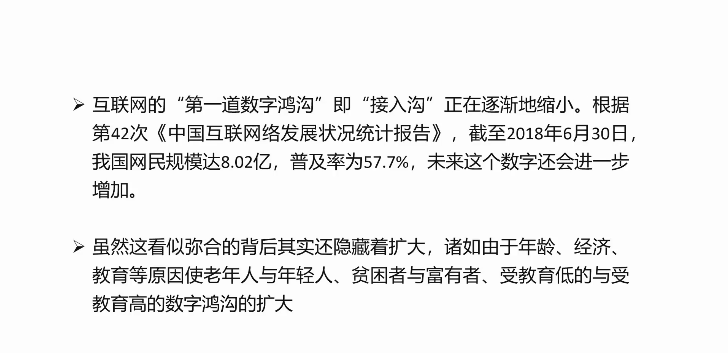 ➢ 互联网的“第一道数字鸿沟”即“接入沟”正在逐渐地缩小。根据
第42次《中国互联网络发展状况统计报告》，截至2018年6月30日，
我国网民规模达8.02亿，普及率为57.7%，未来这个数字还会进一步
增加。
➢ 虽然这看似弥合的背后其实还隐藏着扩大，诸如由于年龄、经济、
教育等原因使老年人与年轻人、贫困者与富有者、受教育低的与受
教育高的数字鸿沟的扩大